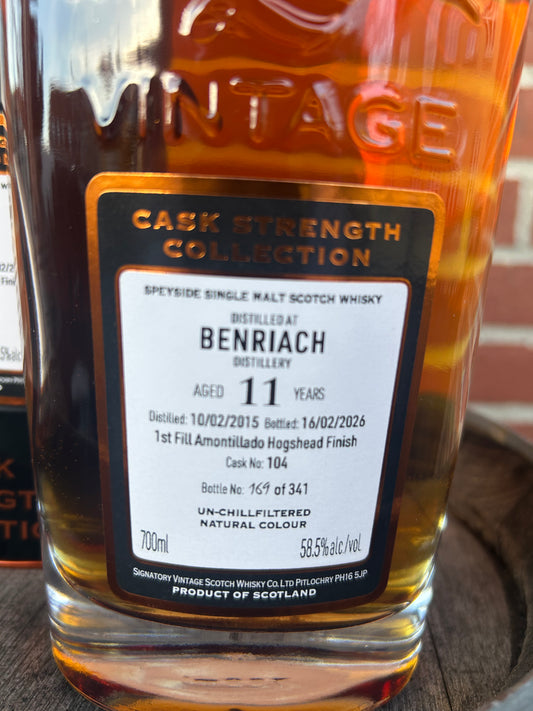 VINTAGE
CASK STRENGTH
COLLECTION
SPEYSIDE SINGLE MALT SCOTCH WHISKY
DISTILLED AT
BENRIACH
DISTILLERY
AGED 11 YEARS
Distilled: 10/02/2015 Bottled: 16/02/2026
1st Fill Amontillado Hogshead Finish
Cask No: 104
Bottle No: 169 of 341
UN-CHILLFILTERED
NATURAL COLOUR
700ml 58.5% alc/vol
SIGNATORY VINTAGE SCOTCH WHISKY CO. LTD PITLOCHRY PH16 5JP
PRODUCT OF SCOTLAND